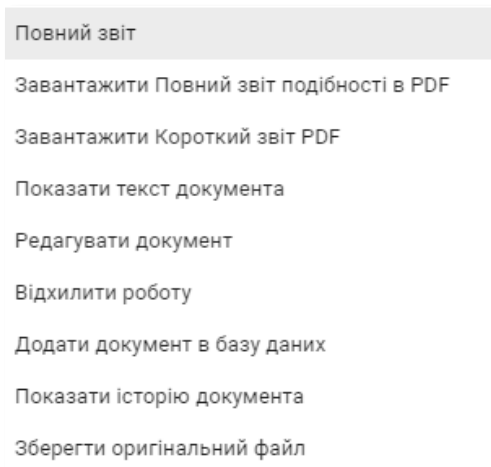 Повний звіт
Завантажити Повний звіт подібності в PDF
Завантажити Короткий звіт PDF
Показати текст документа
Редагувати документ
Відхилити роботу
Додати документ в базу даних
Показати історію документа
Зберегти оригінальний файл